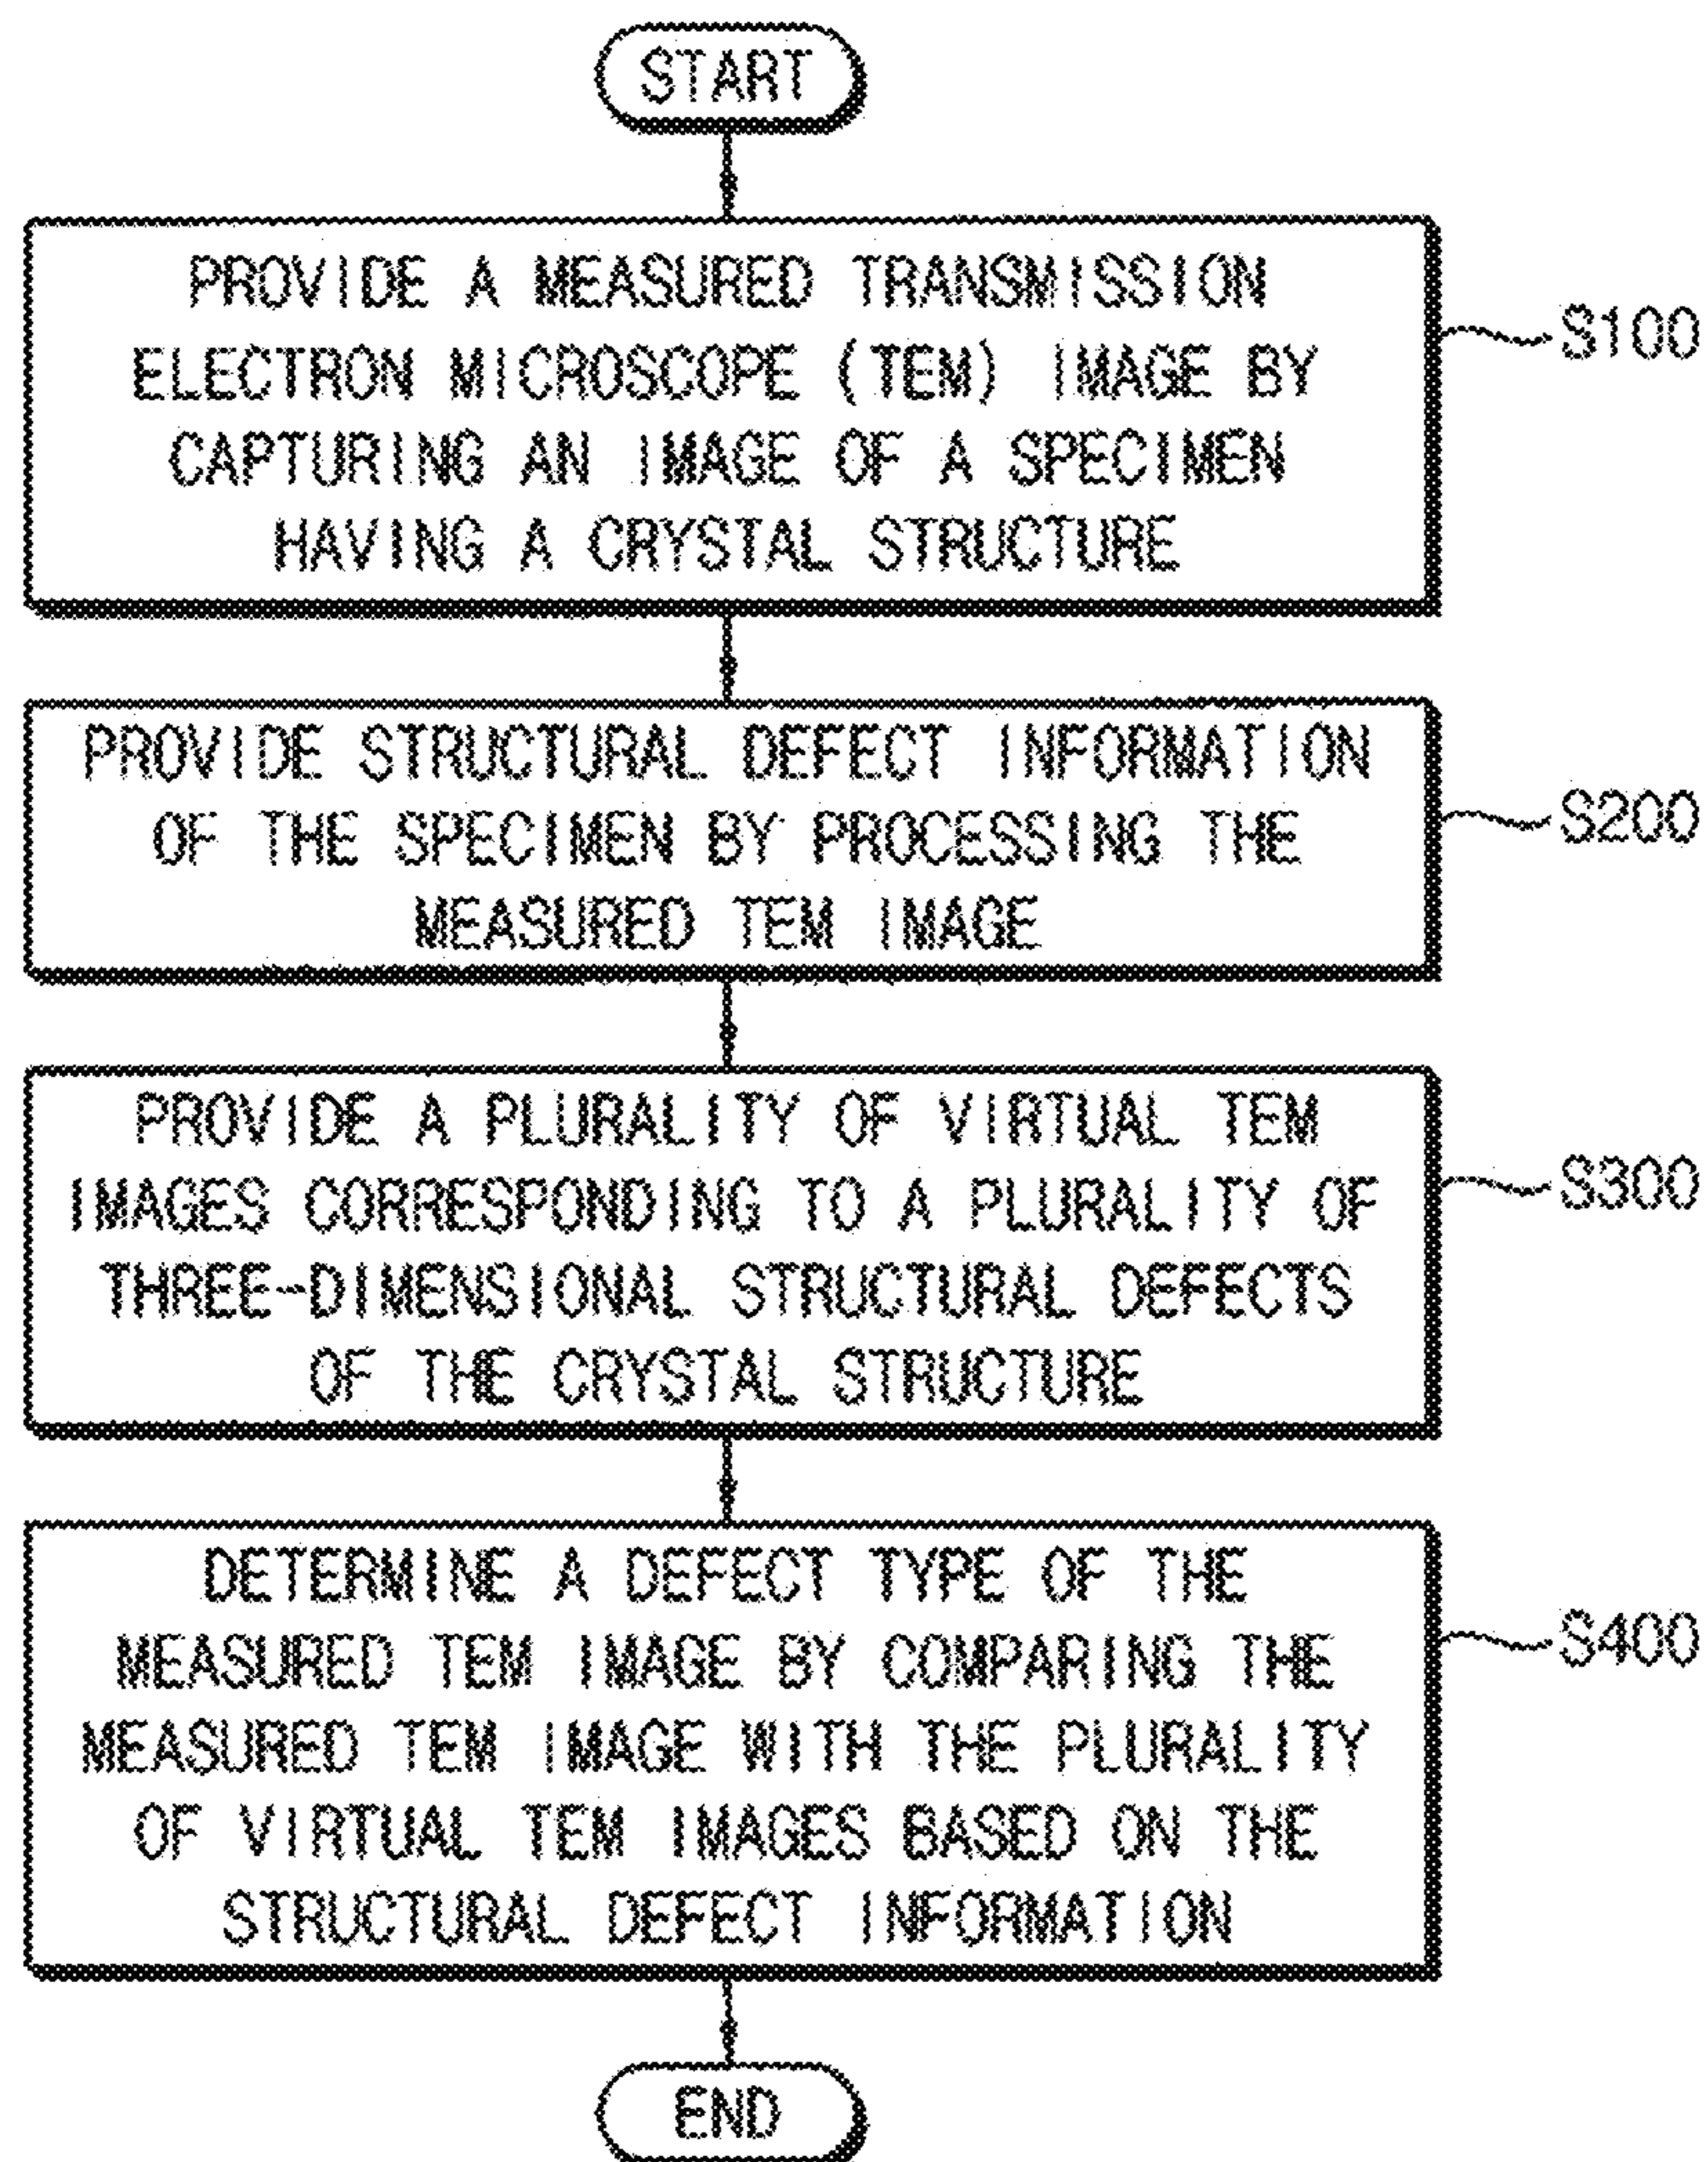 START
PROVIDE A MEASURED TRANSMISSION
ELECTRON MICROSCOPE (TEM) IMAGE BY
CAPTURING AN IMAGE OF A SPECIMEN
HAVING A CRYSTAL STRUCTURE
S100
PROVIDE STRUCTURAL DEFECT INFORMATION
OF THE SPECIMEN BY PROCESSING THE
MEASURED TEM IMAGE
S200
PROVIDE A PLURALITY OF VIRTUAL TEM
IMAGES CORRESPONDING TO A PLURALITY OF
THREE-DIMENSIONAL STRUCTURAL DEFECTS
OF THE CRYSTAL STRUCTURE
S300
DETERMINE A DEFECT TYPE OF THE
MEASURED TEM IMAGE BY COMPARING THE
MEASURED TEM IMAGE WITH THE PLURALITY
OF VIRTUAL TEM IMAGES BASED ON THE
STRUCTURAL DEFECT INFORMATION
S400
END